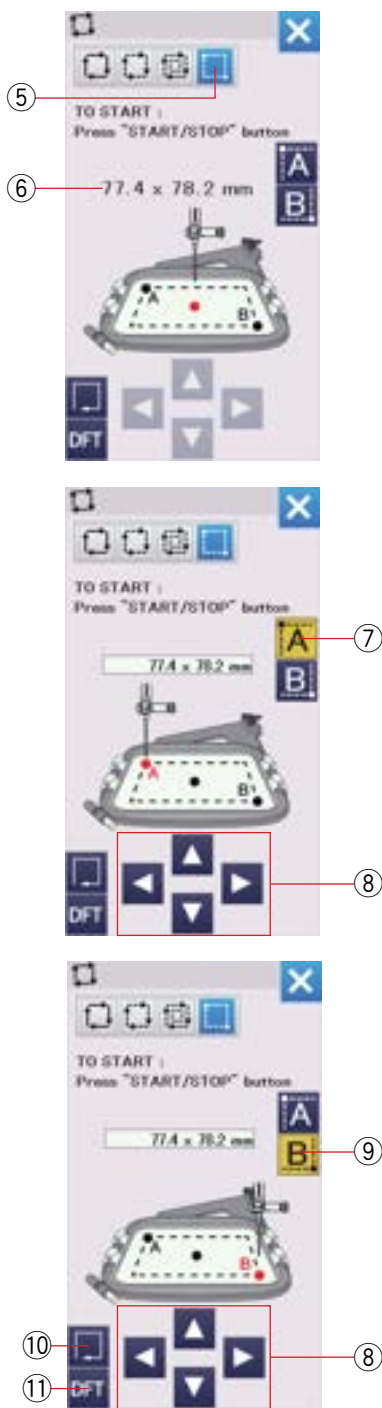 ⑤
TO START :
Press "START/STOP" button
⑥ 77.4 x 78.2 mm
A
B
A
B
DFT
TO START :
Press "START/STOP" button
A ⑦
B
77.4 x 78.2 mm
A
B
⑧
DFT
TO START :
Press "START/STOP" button
A
B ⑨
77.4 x 78.2 mm
A
B
⑩ ⑧
⑪ DFT